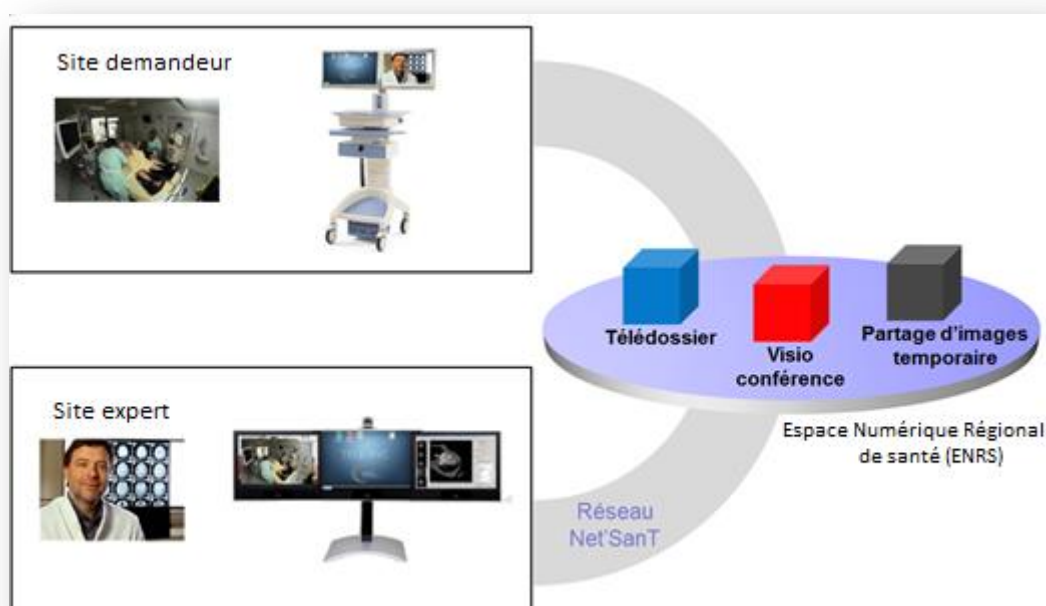 Site demandeur
Télédossier
Visio
conférence
Partage d'images
temporaire
Site expert
Espace Numérique Régional
de santé (ENRS)
Réseau
Net'SanT